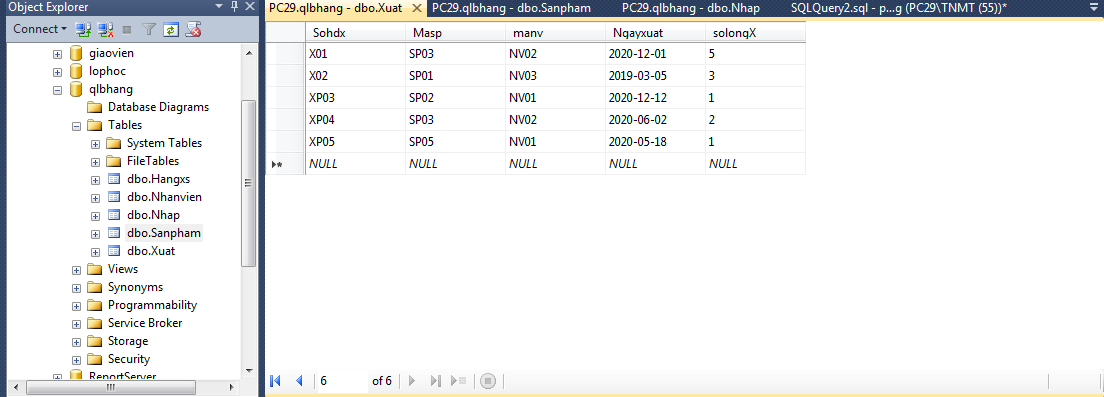 Object Explorer
Connect
giaovien
lophoc
qlbhang
Database Diagrams
Tables
System Tables
FileTables
dbo.Hangxs
dbo.Nhanvien
dbo.Nhap
dbo.Sanpham
dbo.Xuat
Views
Synonyms
Programmability
Service Broker
Storage
Security
ReportServer
PC29.qlbhang - dbo.Xuat PC29.qlbhang - dbo.Sanpham PC29.qlbhang - dbo.Nhap SQLQuery2.sql - p...g (PC29\TNMT (55))*
Sohdx Masp manv Ngayxuat solongX
X01 SP03 NV02 2020-12-01 5
X02 SP01 NV03 2019-03-05 3
XP03 SP02 NV01 2020-12-12 1
XP04 SP03 NV02 2020-06-02 2
XP05 SP05 NV01 2020-05-18 1
NULL NULL NULL NULL NULL
6 of 6